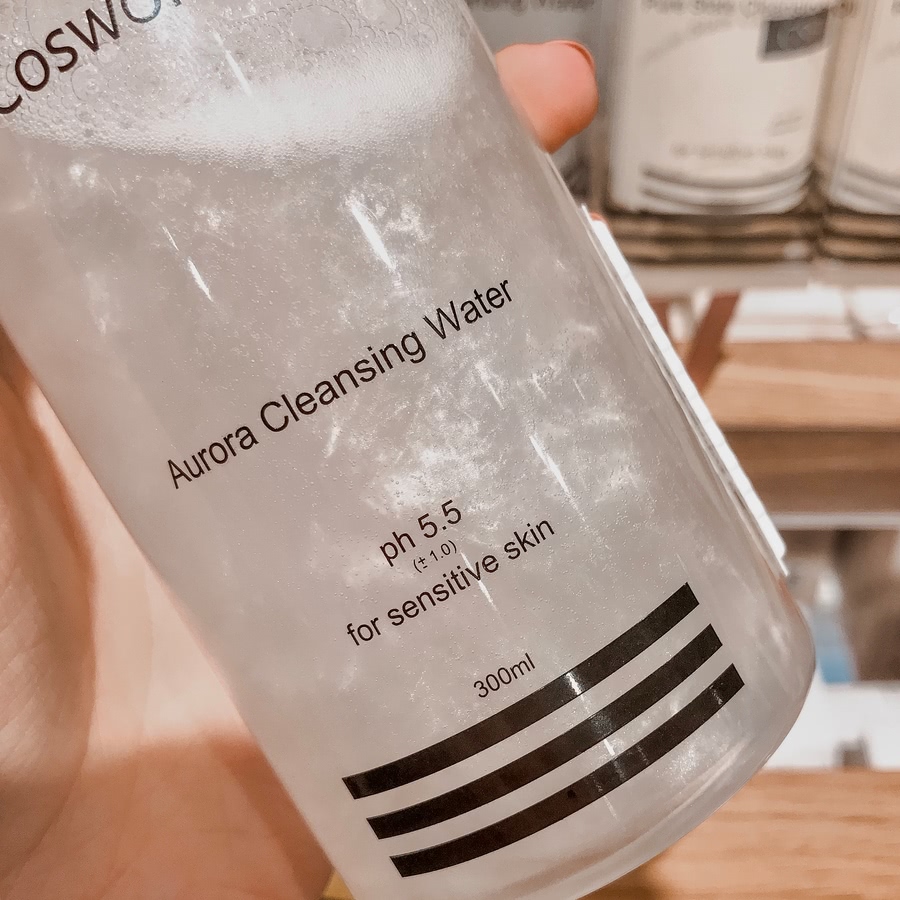 Aurora Cleansing Water
ph 5.5
(± 1.0)
for sensitive skin
300ml